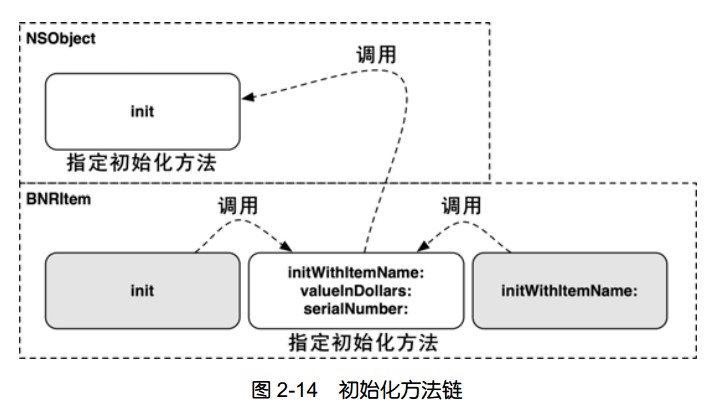 NSObject
调用
init
指定初始化方法
BNRItem
调用
调用
init
initWithItemName:
valueInDollars:
serialNumber:
initWithItemName:
指定初始化方法
图 2-14 初始化方法链